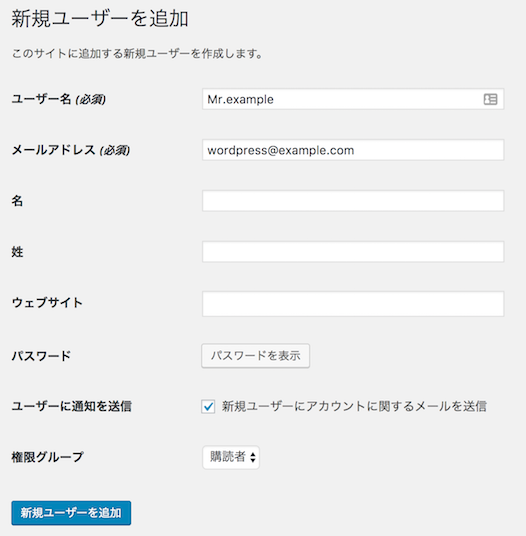 新規ユーザーを追加
このサイトに追加する新規ユーザーを作成します。
ユーザー名 (必須)
Mr.example
メールアドレス (必須)
wordpress@example.com
名
姓
ウェブサイト
パスワード
パスワードを表示
ユーザーに通知を送信
新規ユーザーにアカウントに関するメールを送信
権限グループ
購読者
新規ユーザーを追加